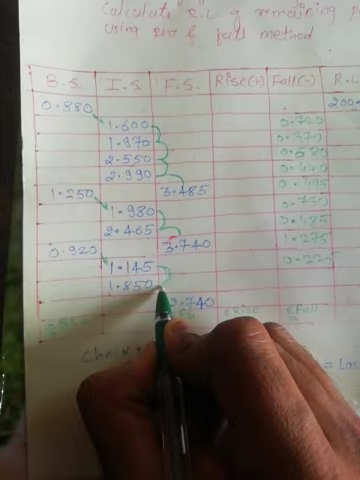 Calculate R.L. of remaining
using rise & falls method
B.S. I.S. F.S. Rise(+) Fall(-) R.L
0.880 200
1.600 0.720
1.970 0.370
2.550 0.580
2.990 0.440
1.250 3.485 0.495
1.980 0.730
2.465 0.485
0.920 3.740 1.275
1.145 0.225
1.850
2.740
ΣRise ΣFall
Check
= Las